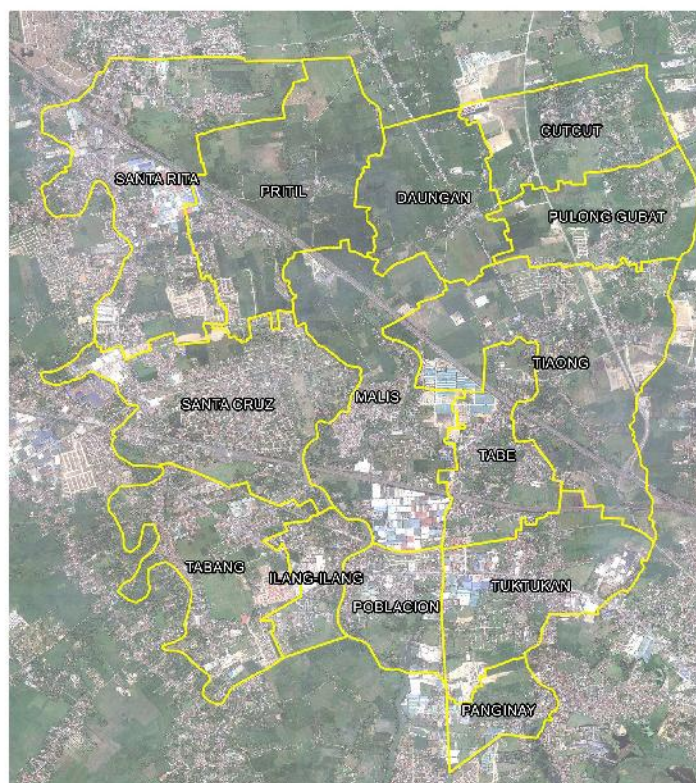 CUTCUT
SANTA RITA
PRITIL
DAUNGAN
PULONG GUBAT
TIAONG
MALIS
SANTA CRUZ
TABE
TABANG
ILANG-ILANG
TUKTUKAN
POBLACION
PANGINAY